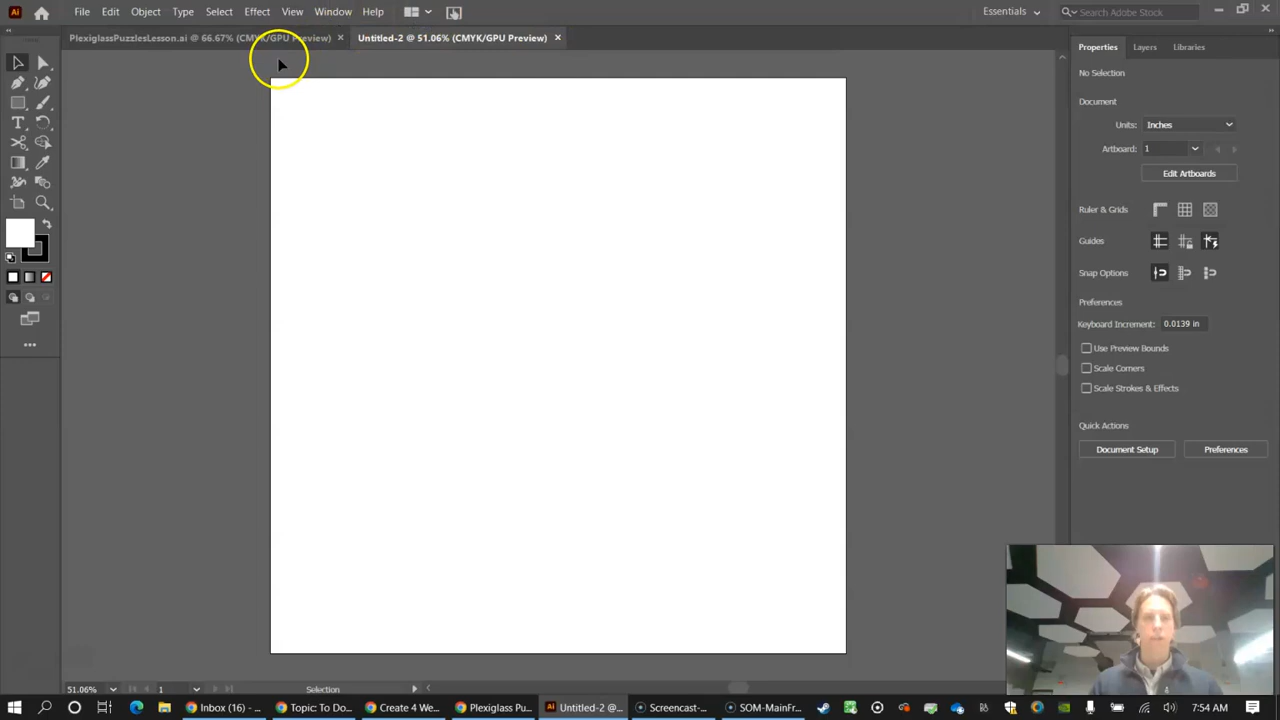 Ai File Edit Object Type Select Effect View Window Help Essentials Search Adobe Stock
PlexiglassPuzzlesLesson.ai @ 66.67% (CMYK/GPU Preview) × Untitled-2 @ 51.06% (CMYK/GPU Preview) ×
Properties Layers Libraries
No Selection
Document
Units: Inches
Artboard: 1
Edit Artboards
Ruler & Grids
Guides
Snap Options
Preferences
Keyboard Increment: 0.0139 in
Use Preview Bounds
Scale Corners
Scale Strokes & Effects
Quick Actions
Document Setup Preferences
51.06% 1 Selection
Inbox (16) - ... Topic To Do... Create 4 We... Plexiglass Pu... Untitled-2 @... Screencast-... SOM-MainFr... 7:54 AM